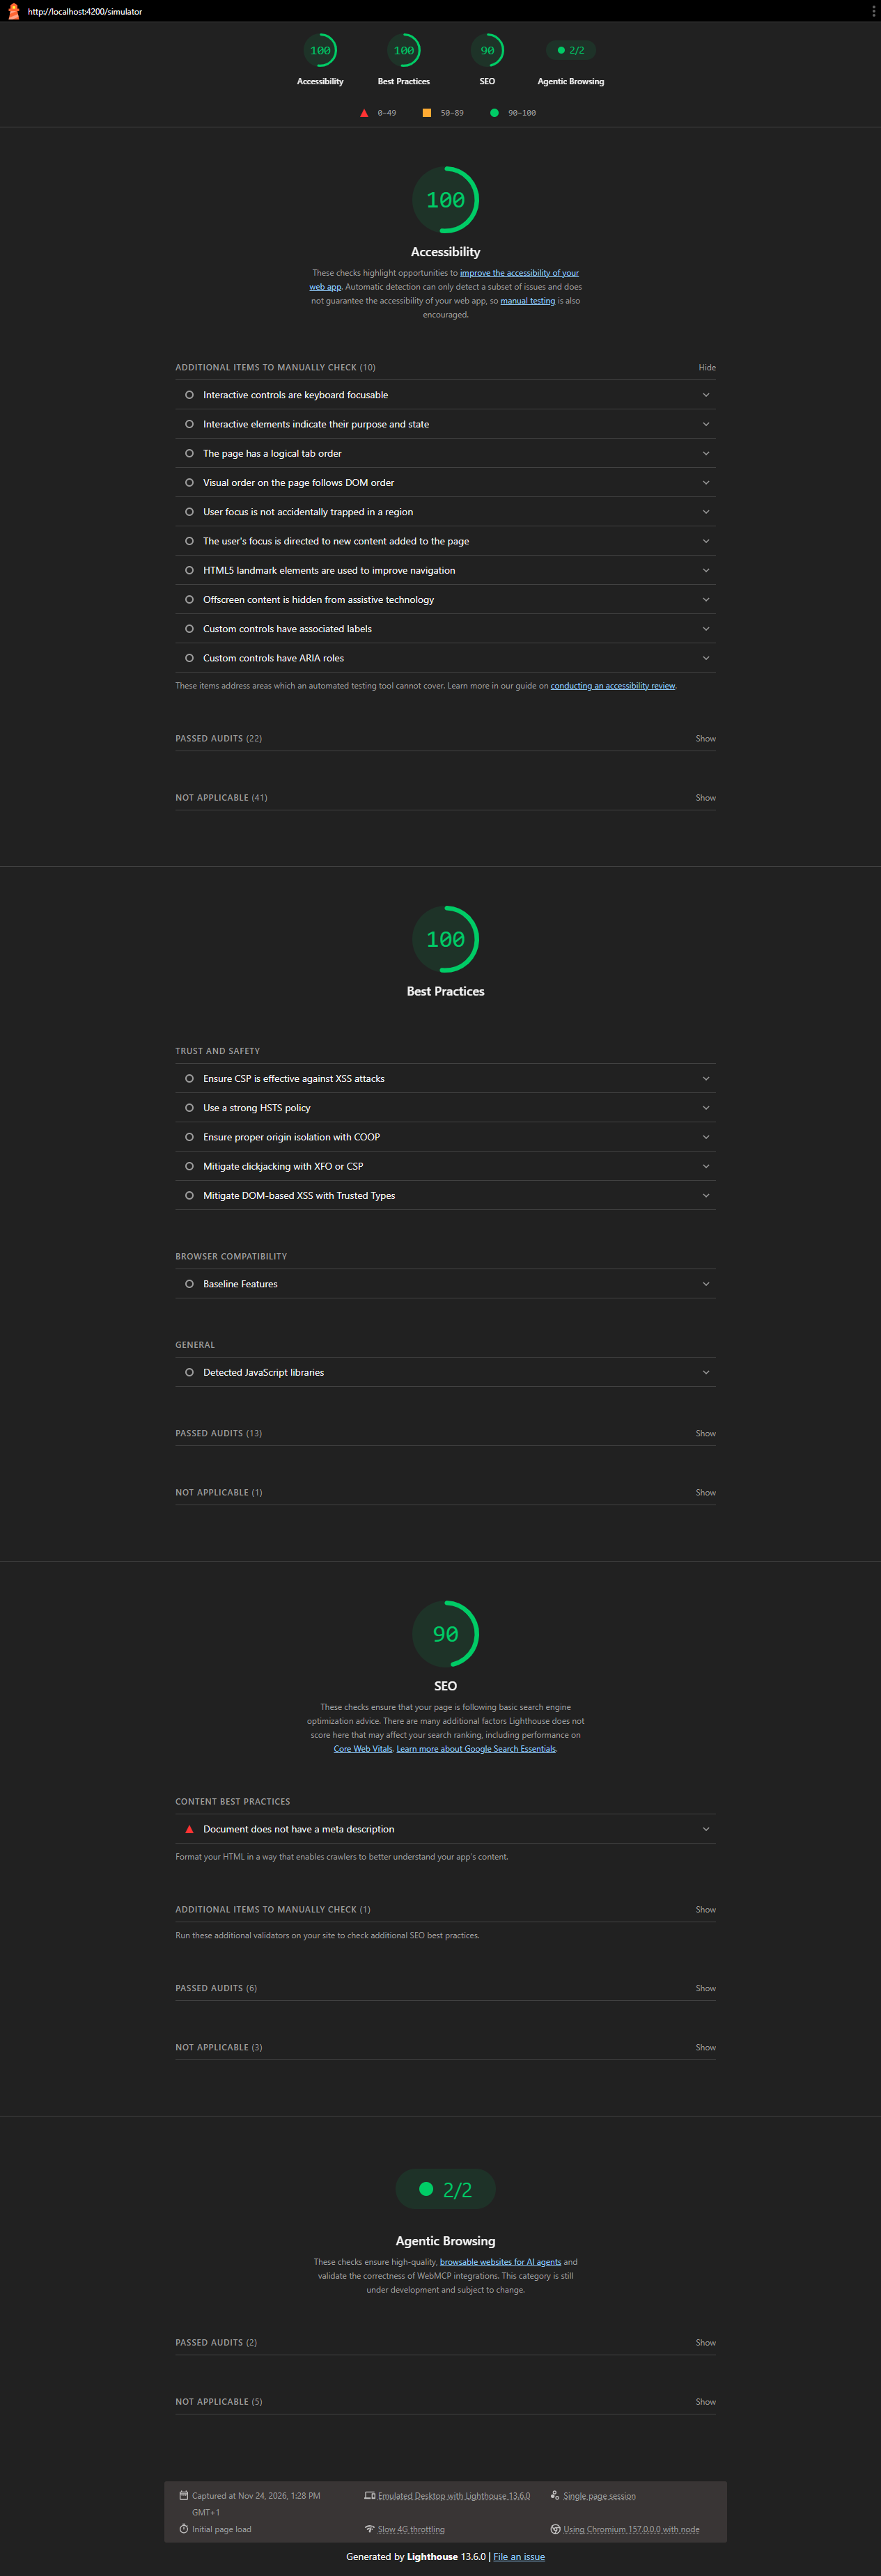 http://localhost:4200/simulator
100
100
90
2/2
Accessibility
Best Practices
SEO
Agentic Browsing
0–49
50–89
90–100
100
Accessibility
These checks highlight opportunities to improve the accessibility of your
web app. Automatic detection can only detect a subset of issues and does
not guarantee the accessibility of your web app, so manual testing is also
encouraged.
ADDITIONAL ITEMS TO MANUALLY CHECK (10)
Hide
Interactive controls are keyboard focusable
Interactive elements indicate their purpose and state
The page has a logical tab order
Visual order on the page follows DOM order
User focus is not accidentally trapped in a region
The user's focus is directed to new content added to the page
HTML5 landmark elements are used to improve navigation
Offscreen content is hidden from assistive technology
Custom controls have associated labels
Custom controls have ARIA roles
These items address areas which an automated testing tool cannot cover. Learn more in our guide on conducting an accessibility review.
PASSED AUDITS (22)
Show
NOT APPLICABLE (41)
Show
100
Best Practices
TRUST AND SAFETY
Ensure CSP is effective against XSS attacks
Use a strong HSTS policy
Ensure proper origin isolation with COOP
Mitigate clickjacking with XFO or CSP
Mitigate DOM-based XSS with Trusted Types
BROWSER COMPATIBILITY
Baseline Features
GENERAL
Detected JavaScript libraries
PASSED AUDITS (13)
Show
NOT APPLICABLE (1)
Show
90
SEO
These checks ensure that your page is following basic search engine
optimization advice. There are many additional factors Lighthouse does not
score here that may affect your search ranking, including performance on
Core Web Vitals. Learn more about Google Search Essentials.
CONTENT BEST PRACTICES
Document does not have a meta description
Format your HTML in a way that enables crawlers to better understand your app's content.
ADDITIONAL ITEMS TO MANUALLY CHECK (1)
Show
Run these additional validators on your site to check additional SEO best practices.
PASSED AUDITS (6)
Show
NOT APPLICABLE (3)
Show
2/2
Agentic Browsing
These checks ensure high-quality, browsable websites for AI agents and
validate the correctness of WebMCP integrations. This category is still
under development and subject to change.
PASSED AUDITS (2)
Show
NOT APPLICABLE (5)
Show
Captured at Nov 24, 2026, 1:28 PM
GMT+1
Emulated Desktop with Lighthouse 13.6.0
Single page session
Initial page load
Slow 4G throttling
Using Chromium 157.0.0.0 with node
Generated by Lighthouse 13.6.0 | File an issue